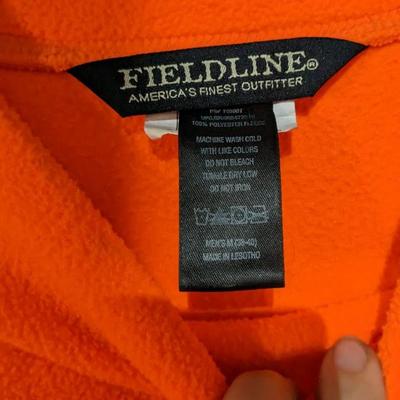 FIELDLINE®
AMERICA'S FINEST OUTFITTER
100% POLYESTER FLEECE
MACHINE WASH COLD
WITH LIKE COLORS
DO NOT BLEACH
TUMBLE DRY LOW
DO NOT IRON
MEN'S-M (38-40)
MADE IN LESOTHO